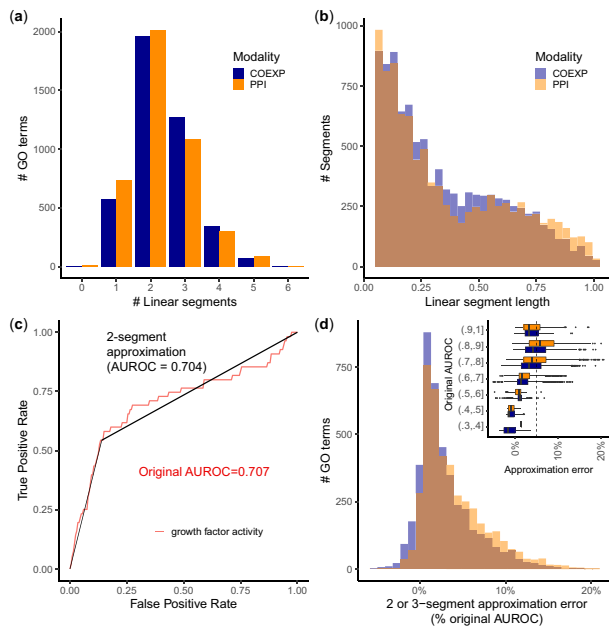 (a)
2000
1500
1000
500
0
# GO terms
Modality
COEXP
PPI
0 1 2 3 4 5 6
# Linear segments
(b)
1000
750
500
250
0
# Segments
Modality
COEXP
PPI
0.00 0.25 0.50 0.75 1.00
Linear segment length
(c)
1.00
0.75
0.50
0.25
0.00
True Positive Rate
2-segment
approximation
(AUROC = 0.704)
Original AUROC=0.707
growth factor activity
0.00 0.25 0.50 0.75 1.00
False Positive Rate
(d)
750
500
250
0
# GO terms
Original AUROC
(.9,1]
(.8,.9]
(.7,.8]
(.6,.7]
(.5,.6]
(.4,.5]
(.3,.4]
0% 10% 20%
Approximation error
0% 10% 20%
2 or 3−segment approximation error
(% original AUROC)